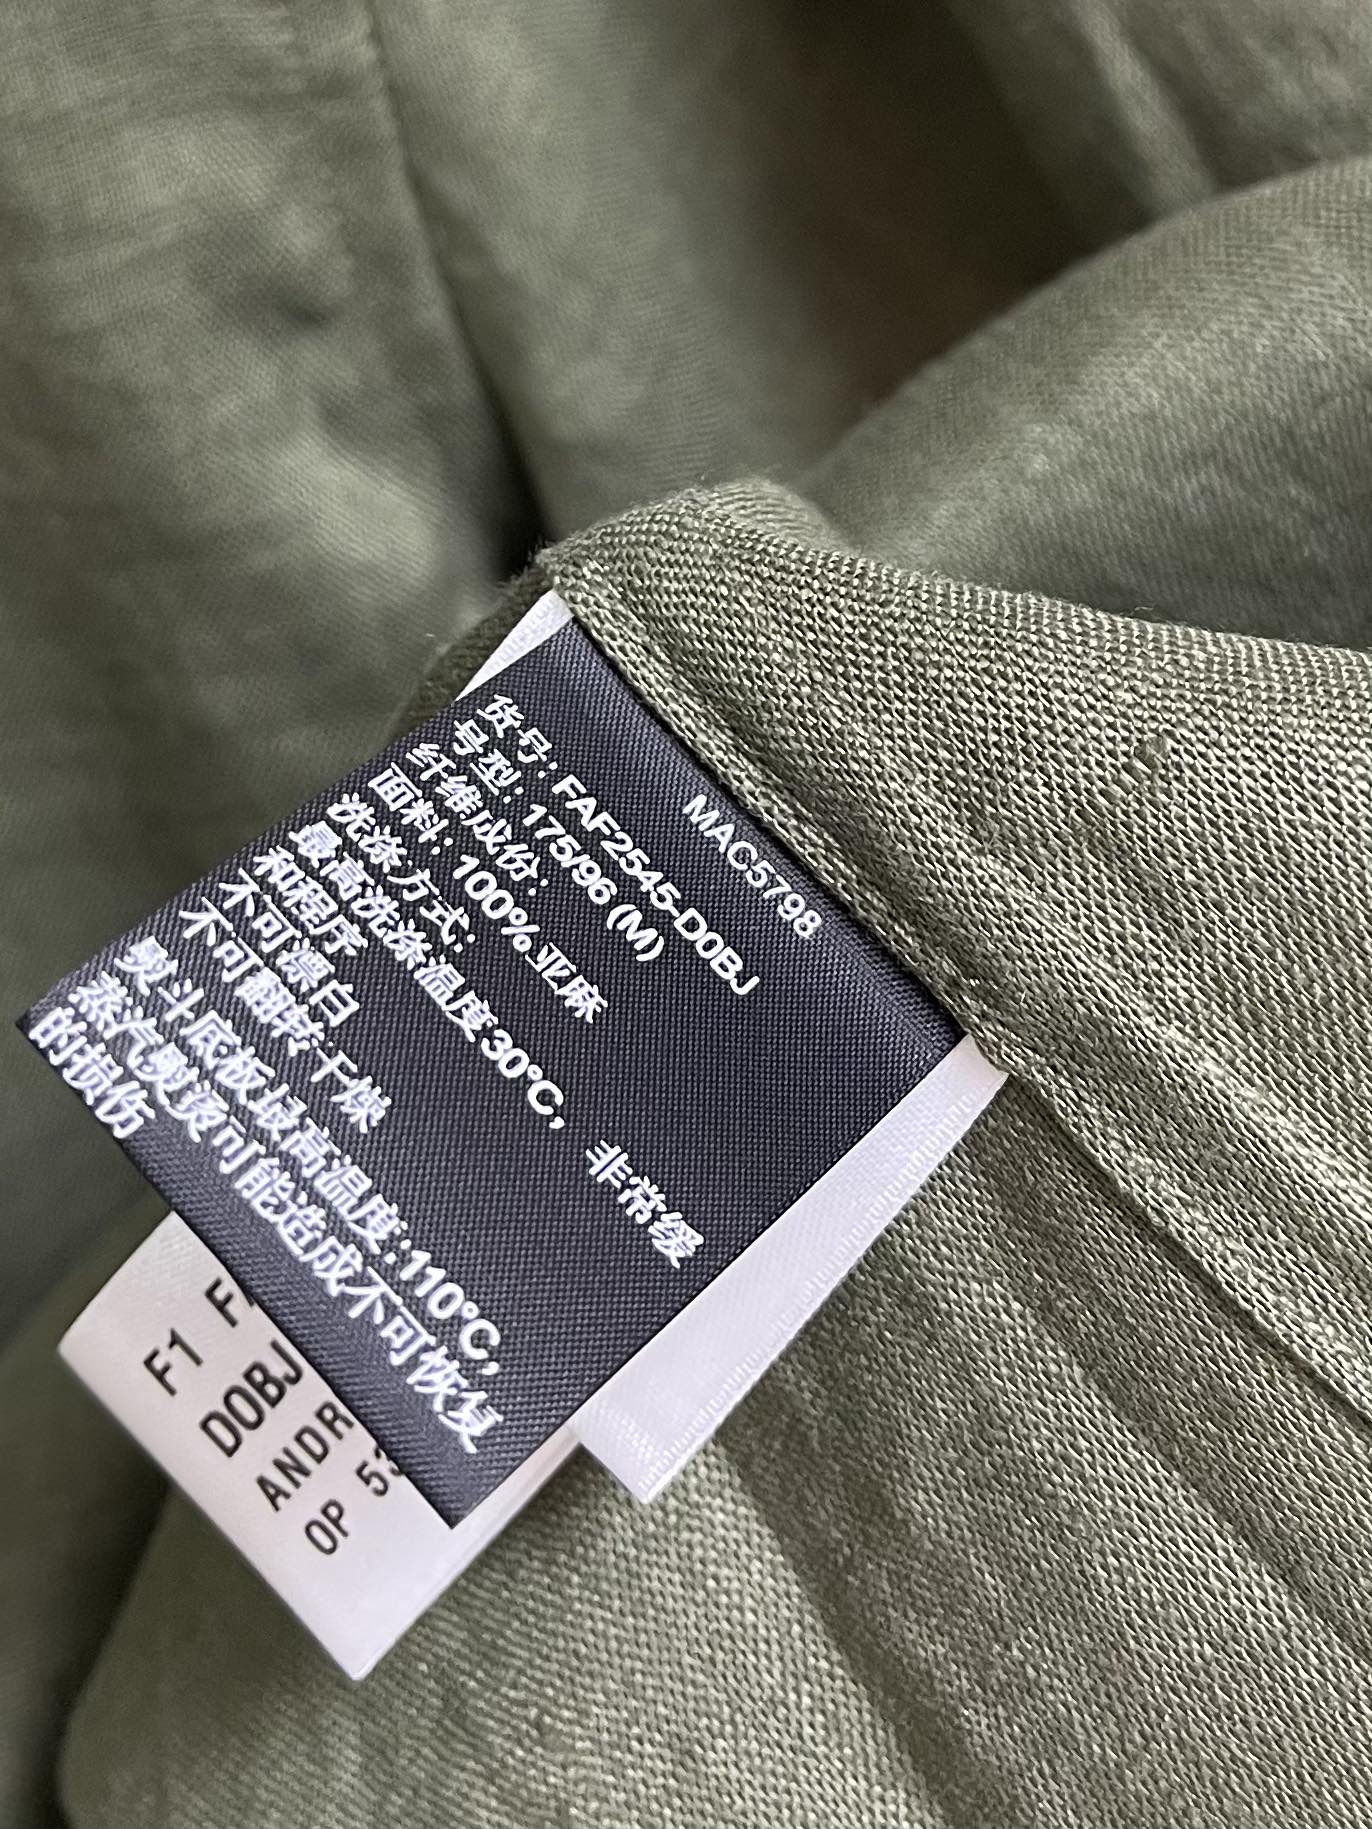 MAC5798
货号: FAF2545-D0BJ
号型: 175/96 (M)
纤维成份:
面料: 100% 亚麻
洗涤方式:
最高洗涤温度30°C, 非常缓
和程序
不可漂白
不可翻转干燥
熨斗底板最高温度:110°C,
蒸汽熨烫可能造成不可恢复
的损伤
F1 F
D0BJ
ANDR
OP 5